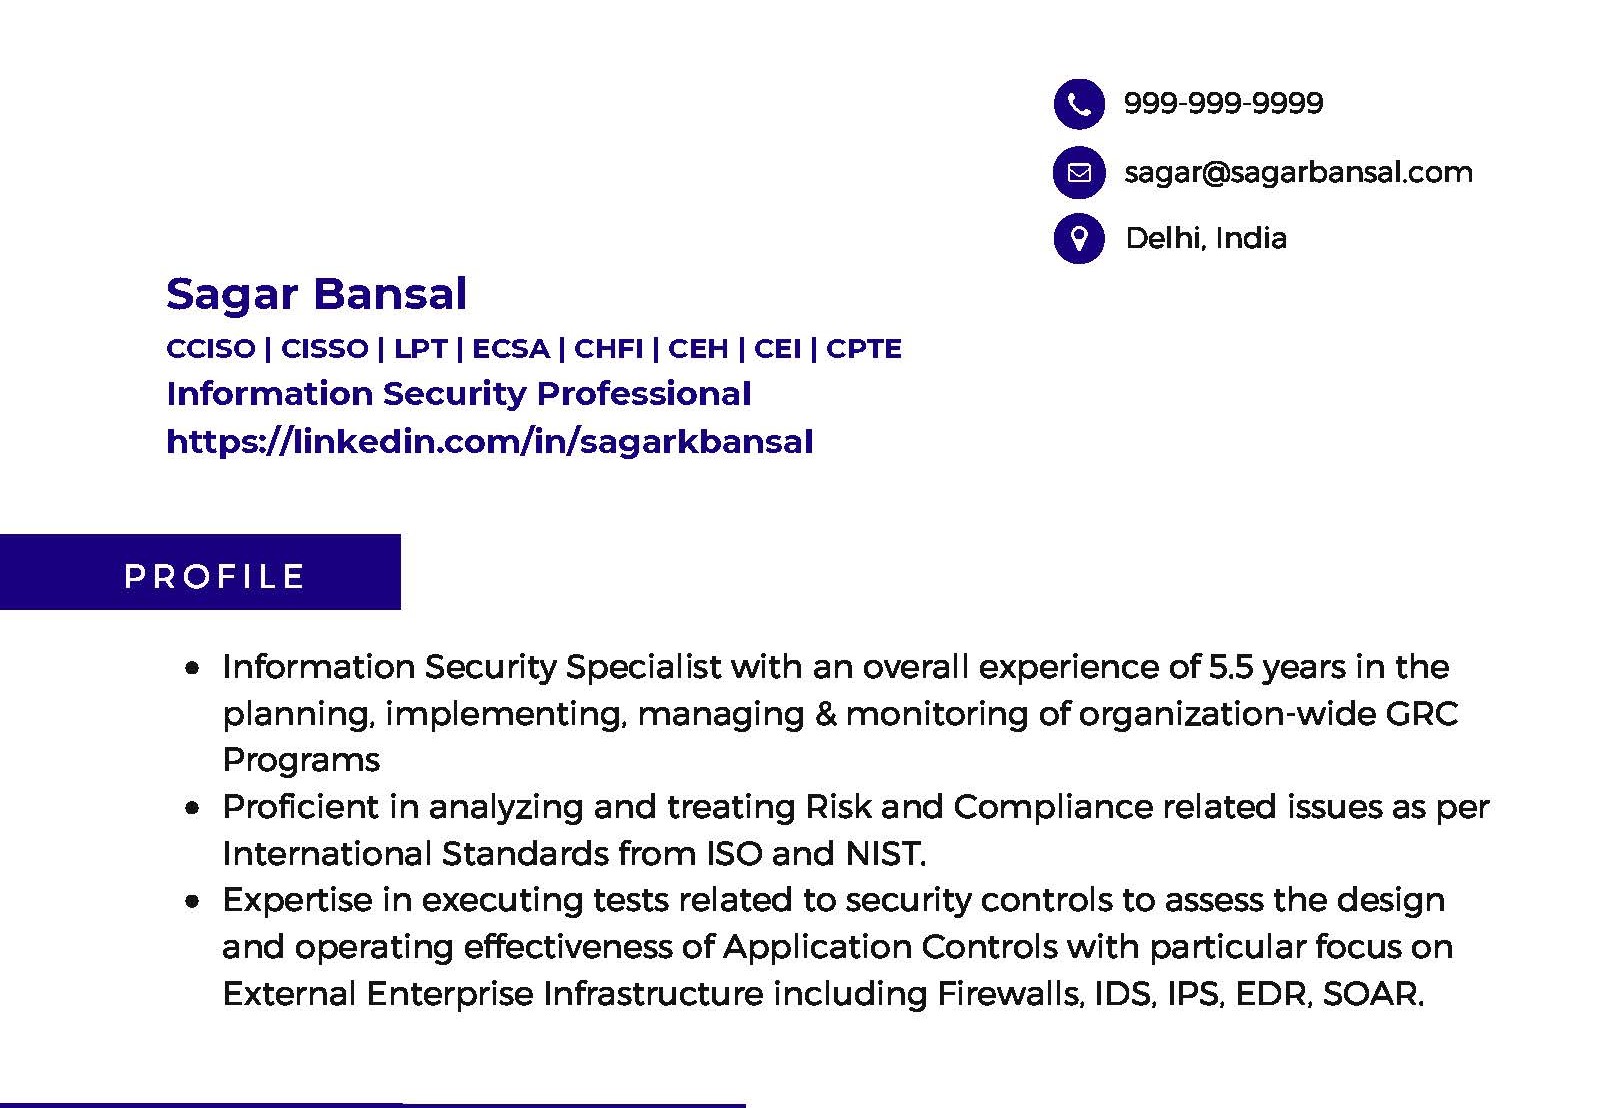 999-999-9999
sagar@sagarbansal.com
Delhi, India
Sagar Bansal
CCISO | CISSO | LPT | ECSA | CHFI | CEH | CEI | CPTE
Information Security Professional
https://linkedin.com/in/sagarkbansal
PROFILE
• Information Security Specialist with an overall experience of 5.5 years in the
planning, implementing, managing & monitoring of organization-wide GRC
Programs
• Proficient in analyzing and treating Risk and Compliance related issues as per
International Standards from ISO and NIST.
• Expertise in executing tests related to security controls to assess the design
and operating effectiveness of Application Controls with particular focus on
External Enterprise Infrastructure including Firewalls, IDS, IPS, EDR, SOAR.